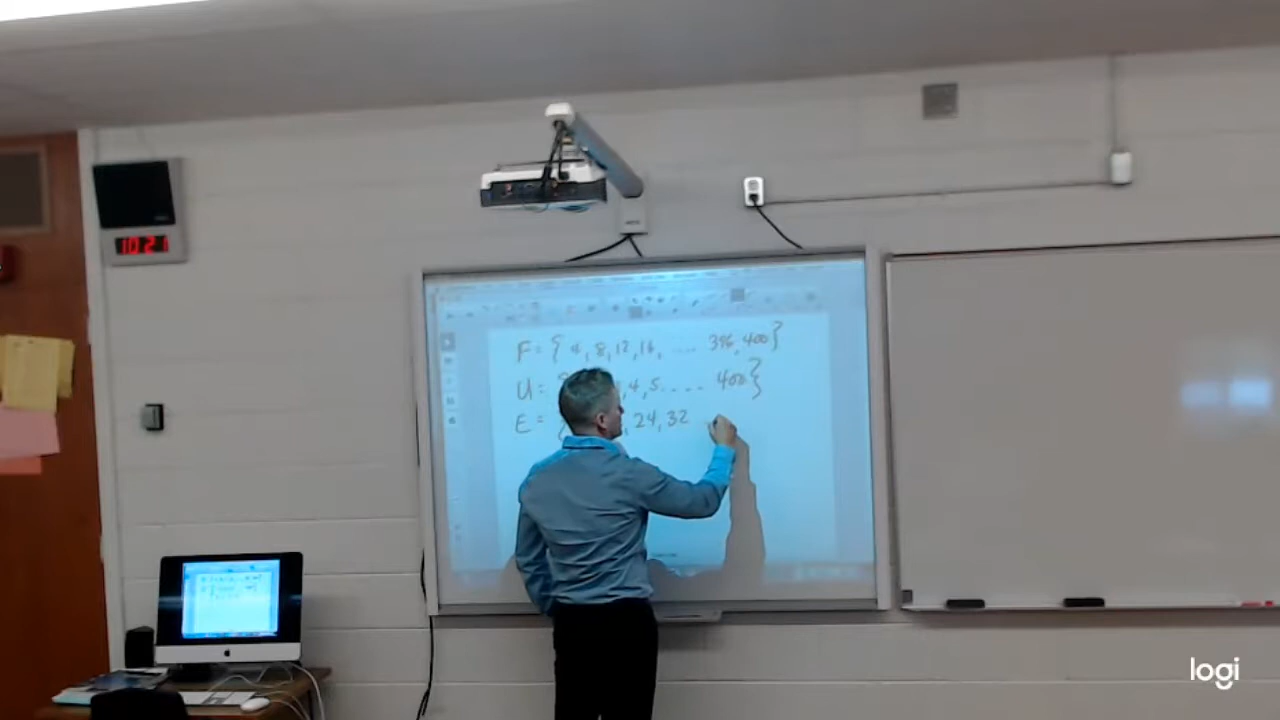 10:21
F = { 4, 8, 12, 16, .... 396, 400}
U = { , 4, 5 .... 400}
E = { , 24, 32
logi